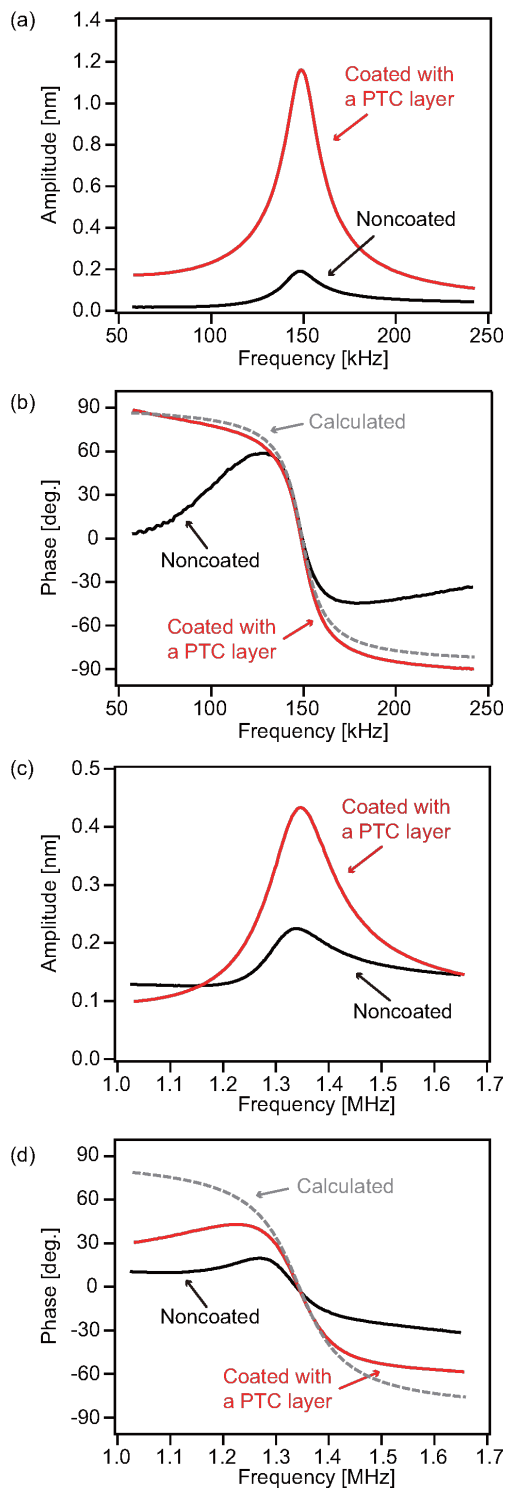 (a)
1.4
1.2
1.0
0.8
0.6
0.4
0.2
0.0
Amplitude [nm]
Coated with
a PTC layer
Noncoated
50
100
150
200
250
Frequency [kHz]
(b)
90
60
30
0
-30
-60
-90
Phase [deg.]
Calculated
Noncoated
Coated with
a PTC layer
50
100
150
200
250
Frequency [kHz]
(c)
0.5
0.4
0.3
0.2
0.1
0.0
Amplitude [nm]
Coated with
a PTC layer
Noncoated
1.0
1.1
1.2
1.3
1.4
1.5
1.6
1.7
Frequency [MHz]
(d)
90
60
30
0
-30
-60
-90
Phase [deg.]
Calculated
Noncoated
Coated with
a PTC layer
1.0
1.1
1.2
1.3
1.4
1.5
1.6
1.7
Frequency [MHz]